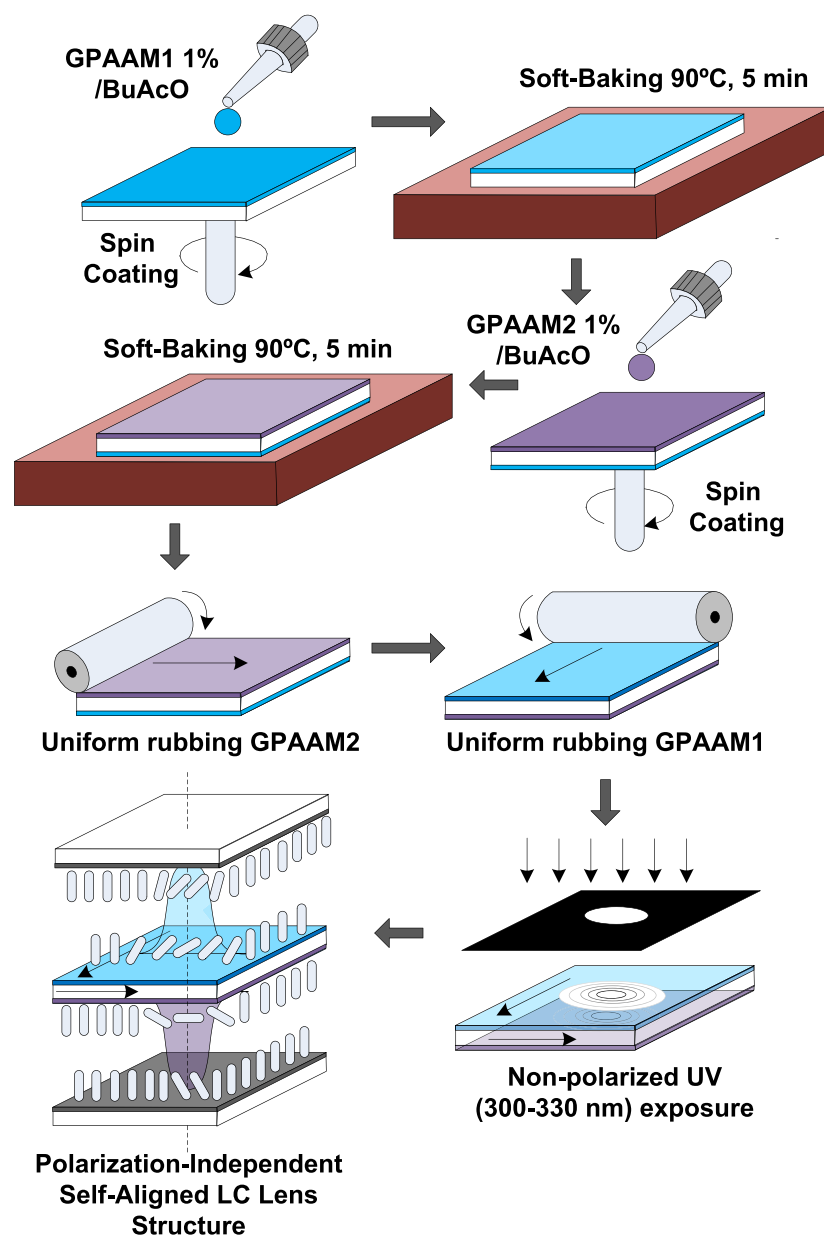 GPAAM1 1%
/BuAcO
Soft-Baking 90ºC, 5 min
Spin
Coating
GPAAM2 1%
/BuAcO
Soft-Baking 90ºC, 5 min
Spin
Coating
Uniform rubbing GPAAM2
Uniform rubbing GPAAM1
Non-polarized UV
(300-330 nm) exposure
Polarization-Independent
Self-Aligned LC Lens
Structure